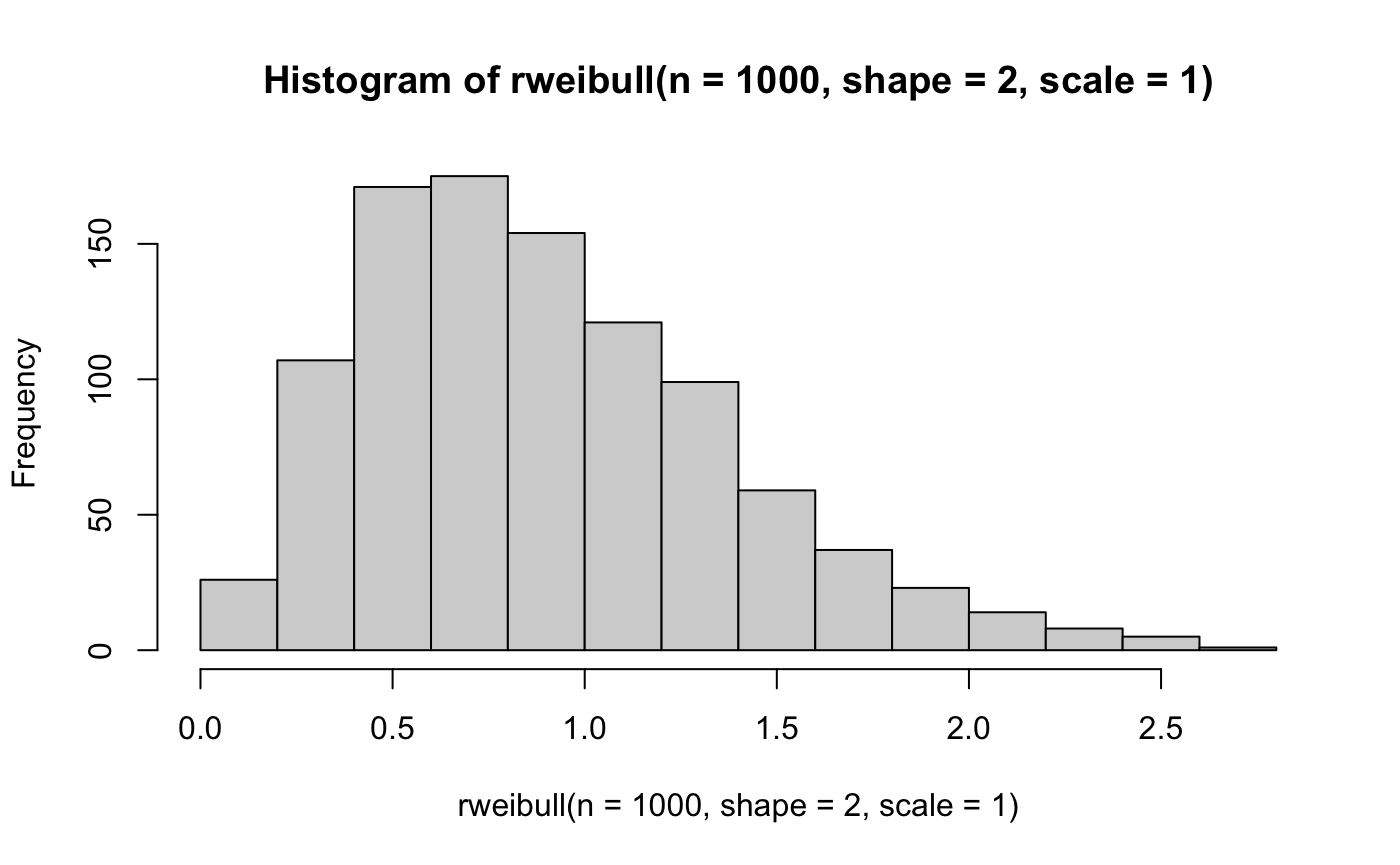 Histogram of rweibull(n = 1000, shape = 2, scale = 1)
Frequency
150
100
50
0
0.0 0.5 1.0 1.5 2.0 2.5
rweibull(n = 1000, shape = 2, scale = 1)